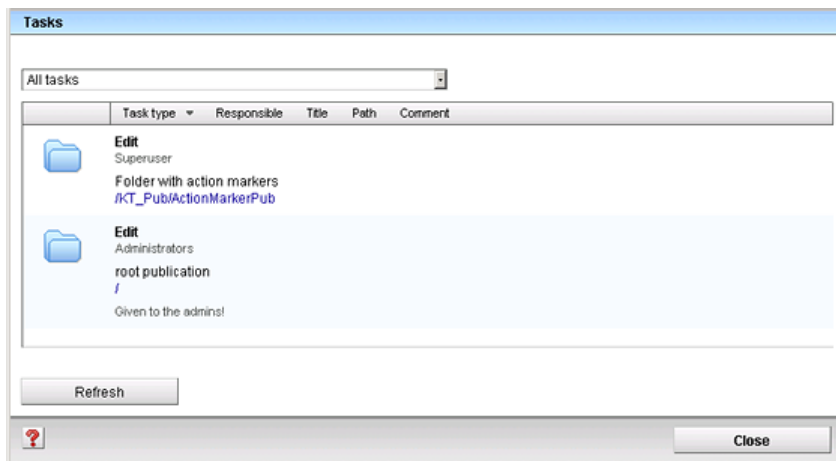 Tasks
All tasks
Task type Responsible Title Path Comment
Edit
Superuser
Folder with action markers
/KT_Pub/ActionMarkerPub
Edit
Administrators
root publication
/
Given to the admins!
Refresh
? Close